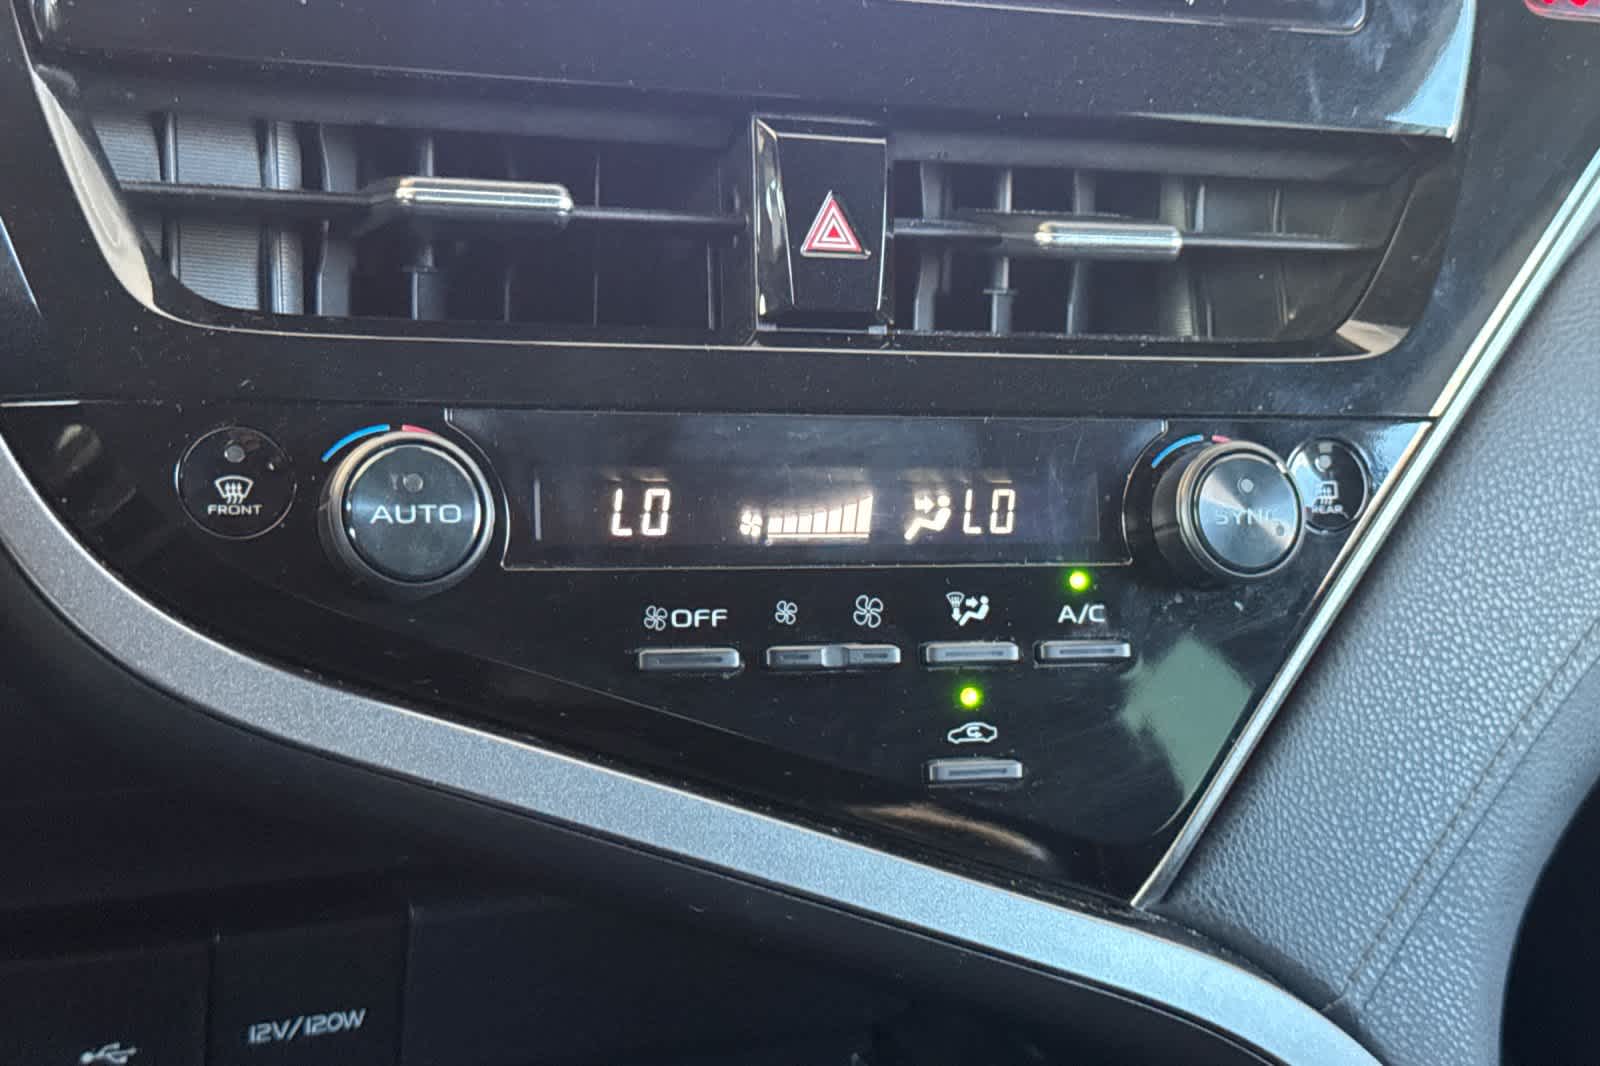 FRONT
AUTO
LO
LO
SYNC
REAR
OFF
A/C
12V/120W